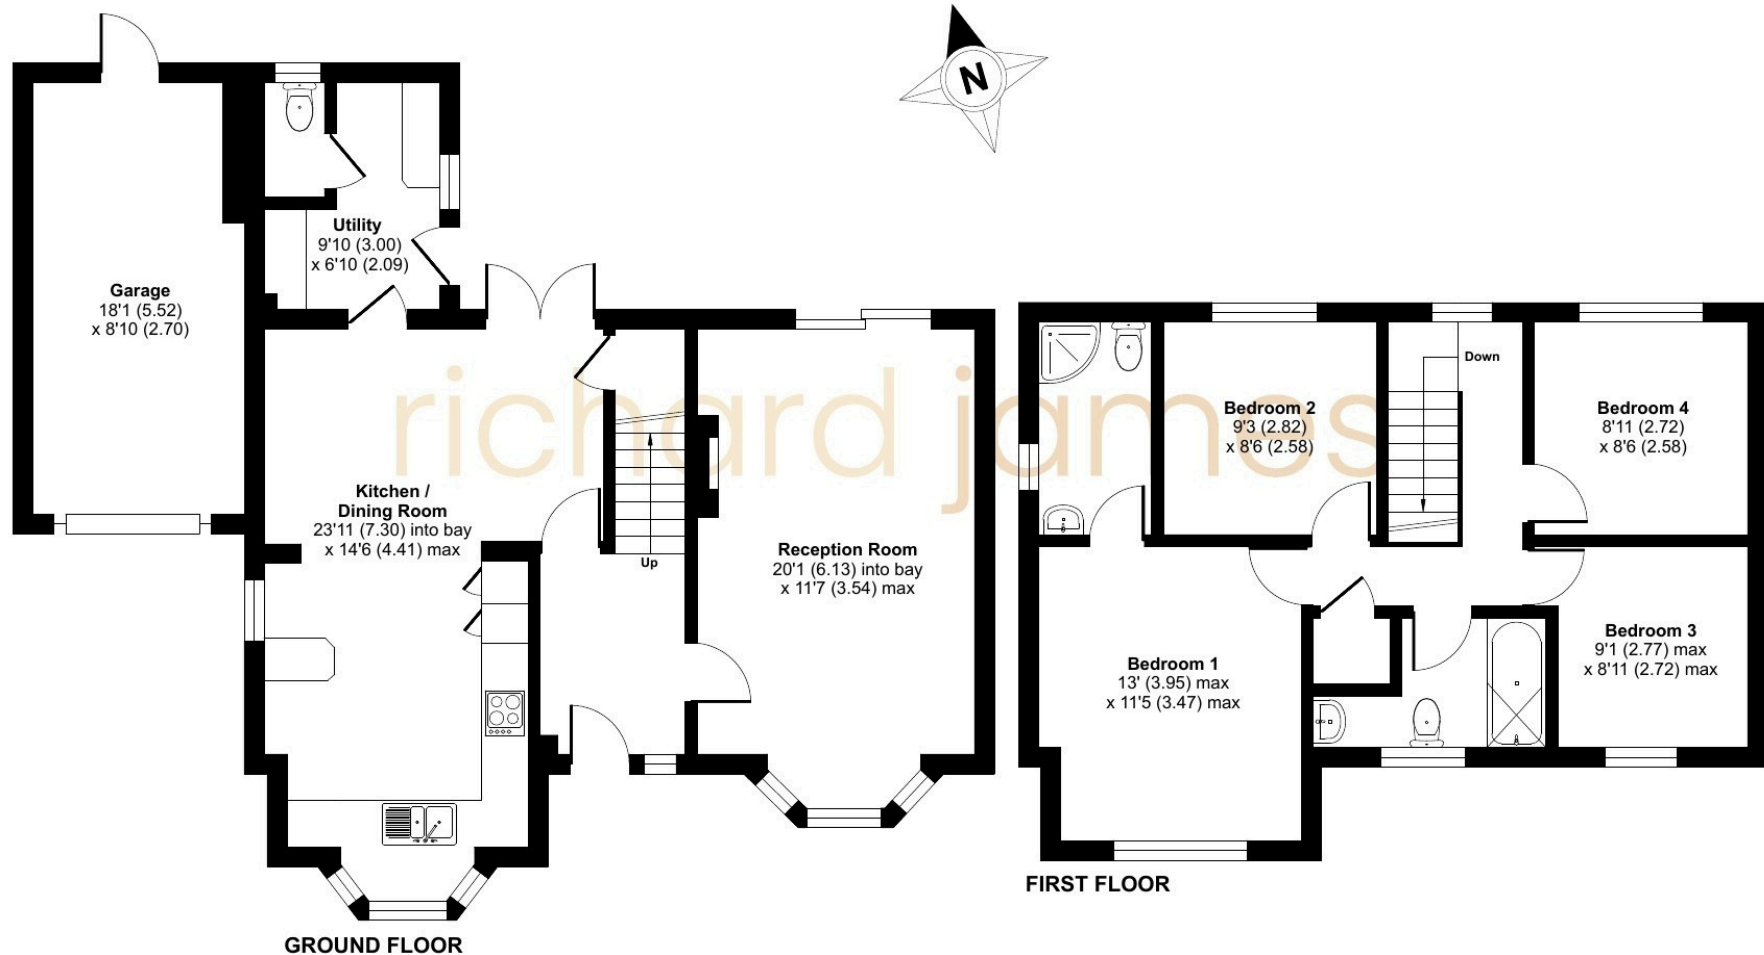 N
Utility
9'10 (3.00)
x 6'10 (2.09)
Garage
18'1 (5.52)
x 8'10 (2.70)
richard james
Kitchen /
Dining Room
23'11 (7.30) into bay
x 14'6 (4.41) max
Up
Reception Room
20'1 (6.13) into bay
x 11'7 (3.54) max
GROUND FLOOR
Down
Bedroom 2
9'3 (2.82)
x 8'6 (2.58)
Bedroom 4
8'11 (2.72)
x 8'6 (2.58)
Bedroom 1
13' (3.95) max
x 11'5 (3.47) max
Bedroom 3
9'1 (2.77) max
x 8'11 (2.72) max
FIRST FLOOR